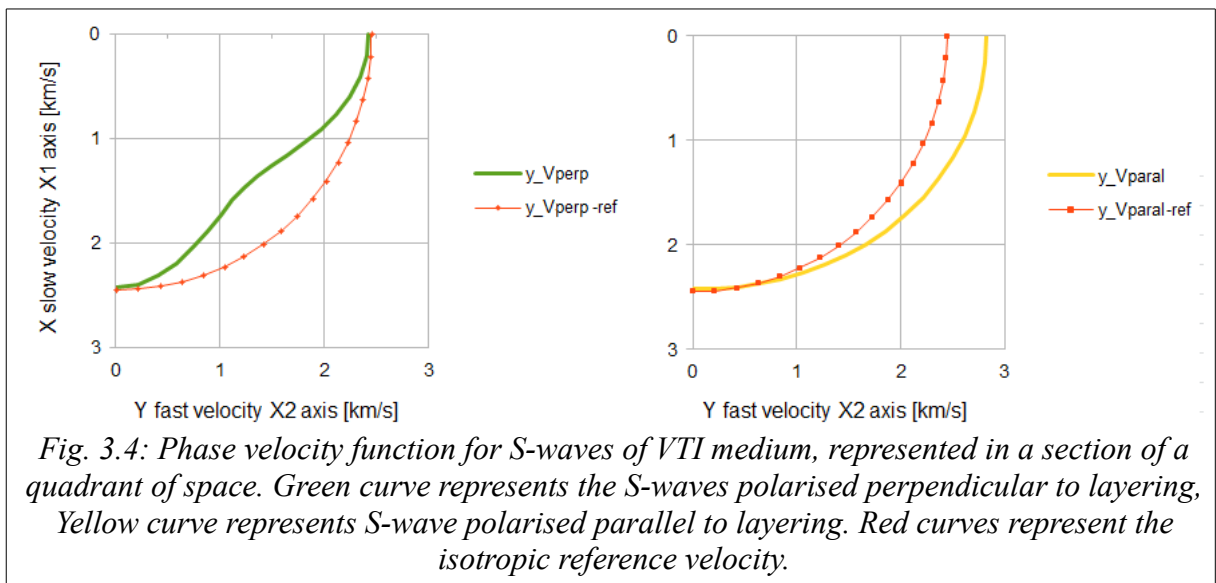 0
1
2
3
X slow velocity X1 axis [km/s]
0
1
2
3
Y fast velocity X2 axis [km/s]
y_Vperp
y_Vperp -ref
0
1
2
3
0
1
2
3
Y fast velocity X2 axis [km/s]
y_Vparal
y_Vparal-ref
Fig. 3.4: Phase velocity function for S-waves of VTI medium, represented in a section of a
quadrant of space. Green curve represents the S-waves polarised perpendicular to layering,
Yellow curve represents S-wave polarised parallel to layering. Red curves represent the
isotropic reference velocity.